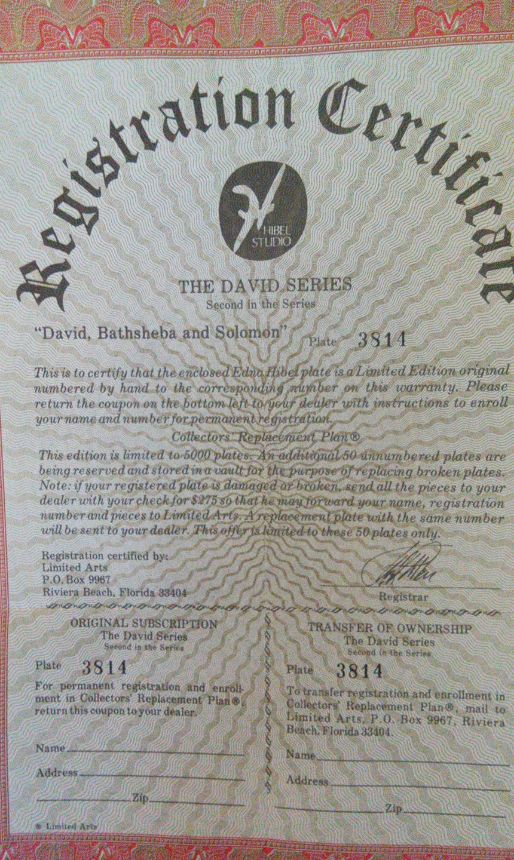 Registration Certificate
HIBEL
STUDIO
THE DAVID SERIES
Second in the Series
"David, Bathsheba and Solomon"
Plate 3814
This is to certify that the enclosed Edna Hibel plate is a Limited Edition original
numbered by hand to the corresponding number on this warranty. Please
return the coupon on the bottom left to your dealer with instructions to enroll
your name and number for permanent registration.
Collectors' Replacement Plan®
This edition is limited to 5000 plates. An additional 50 unnumbered plates are
being reserved and stored in a vault for the purpose of replacing broken plates.
Note: if your registered plate is damaged or broken, send all the pieces to your
dealer with your check for $275 so that he may forward your name, registration
number and pieces to Limited Arts. A replacement plate with the same number
will be sent to your dealer. This offer is limited to these 50 plates only.
Registration certified by:
Limited Arts
P.O. Box 9967
Riviera Beach, Florida 33404
Registrar
ORIGINAL SUBSCRIPTION
The David Series
Second in the Series
Plate 3814
For permanent registration and enroll-
ment in Collectors' Replacement Plan®,
return this coupon to your dealer.
Name
Address
Zip
® Limited Arts
TRANSFER OF OWNERSHIP
The David Series
Second in the Series
Plate 3814
To transfer registration and enrollment in
Collectors' Replacement Plan®, mail to
Limited Arts, P.O. Box 9967, Riviera
Beach, Florida 33404.
Name
Address
Zip